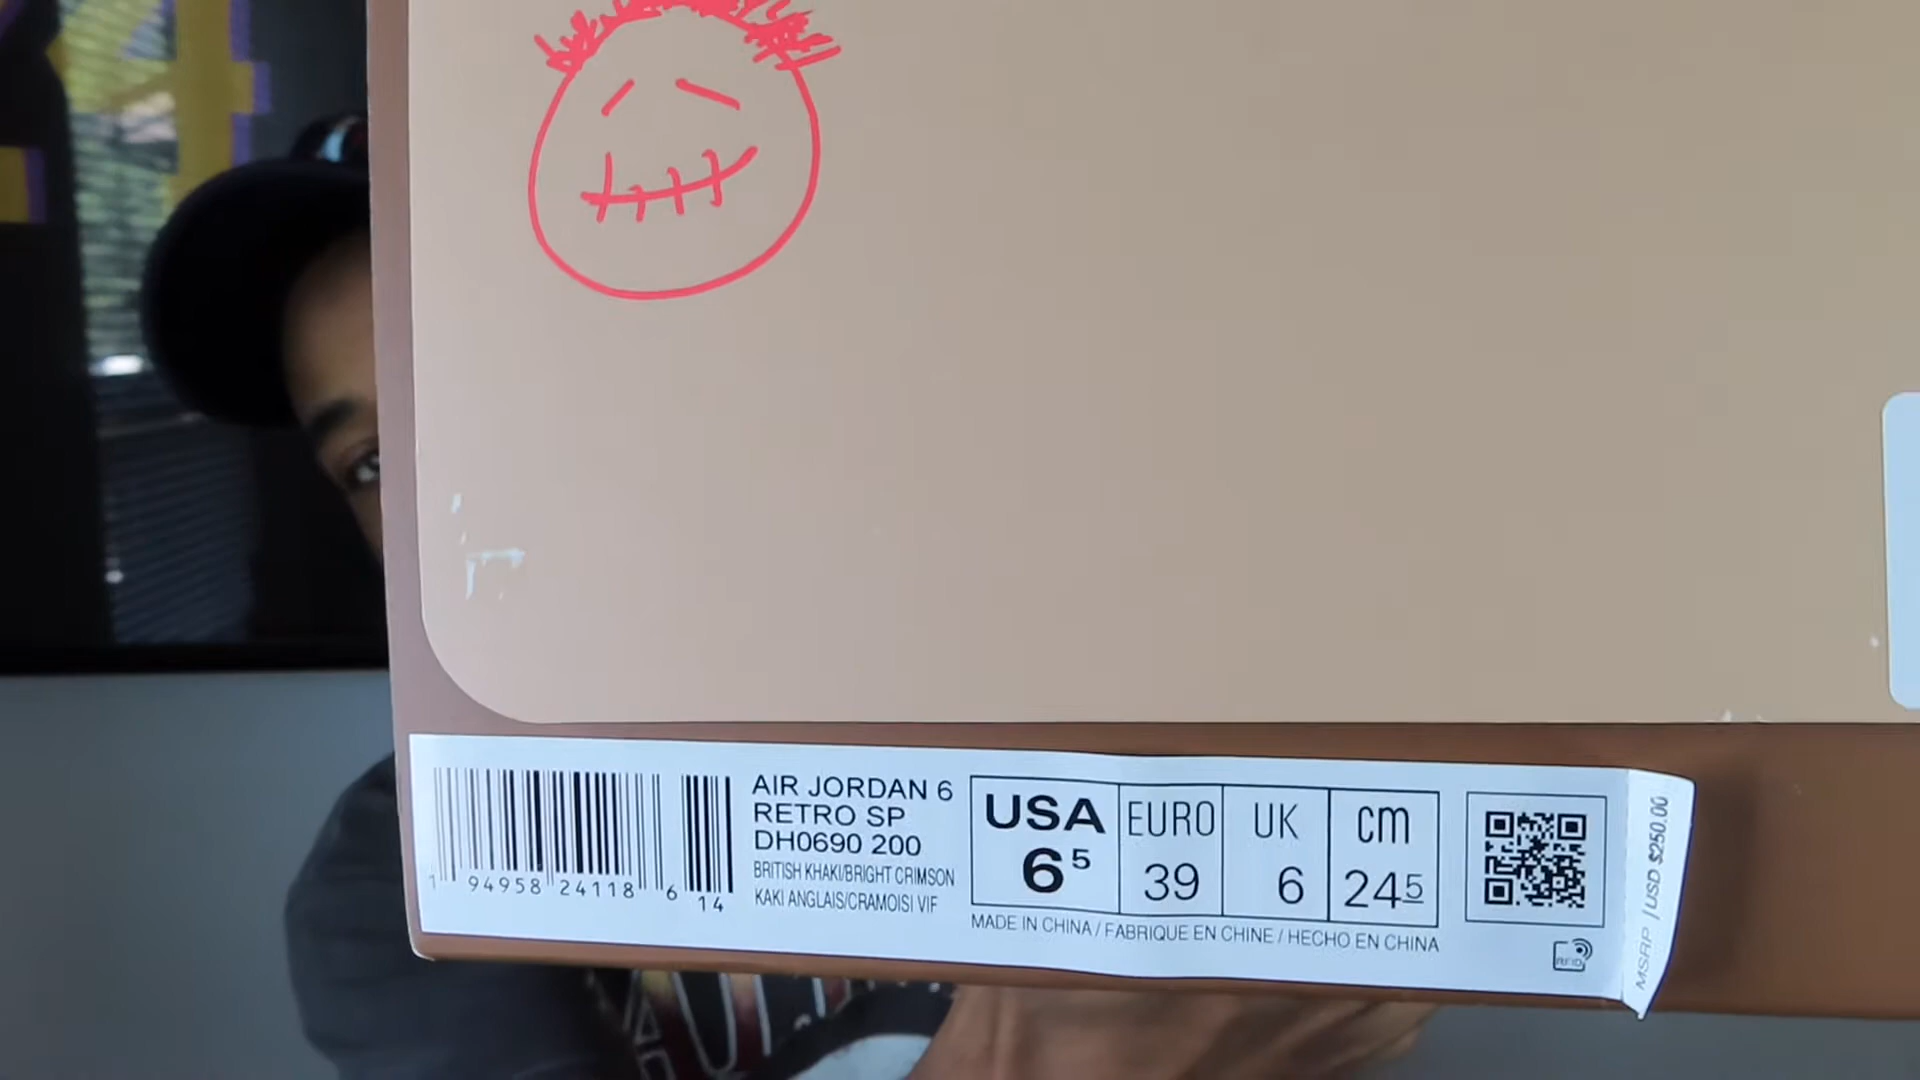 AIR JORDAN 6
RETRO SP
DH0690 200
BRITISH KHAKI/BRIGHT CRIMSON
KAKI ANGLAIS/CRAMOISI VIF
1 94958 24118 6 14
USA EURO UK cm
6 5 39 6 24 5
MADE IN CHINA / FABRIQUE EN CHINE / HECHO EN CHINA
RFID
MSRP / USD $250.00